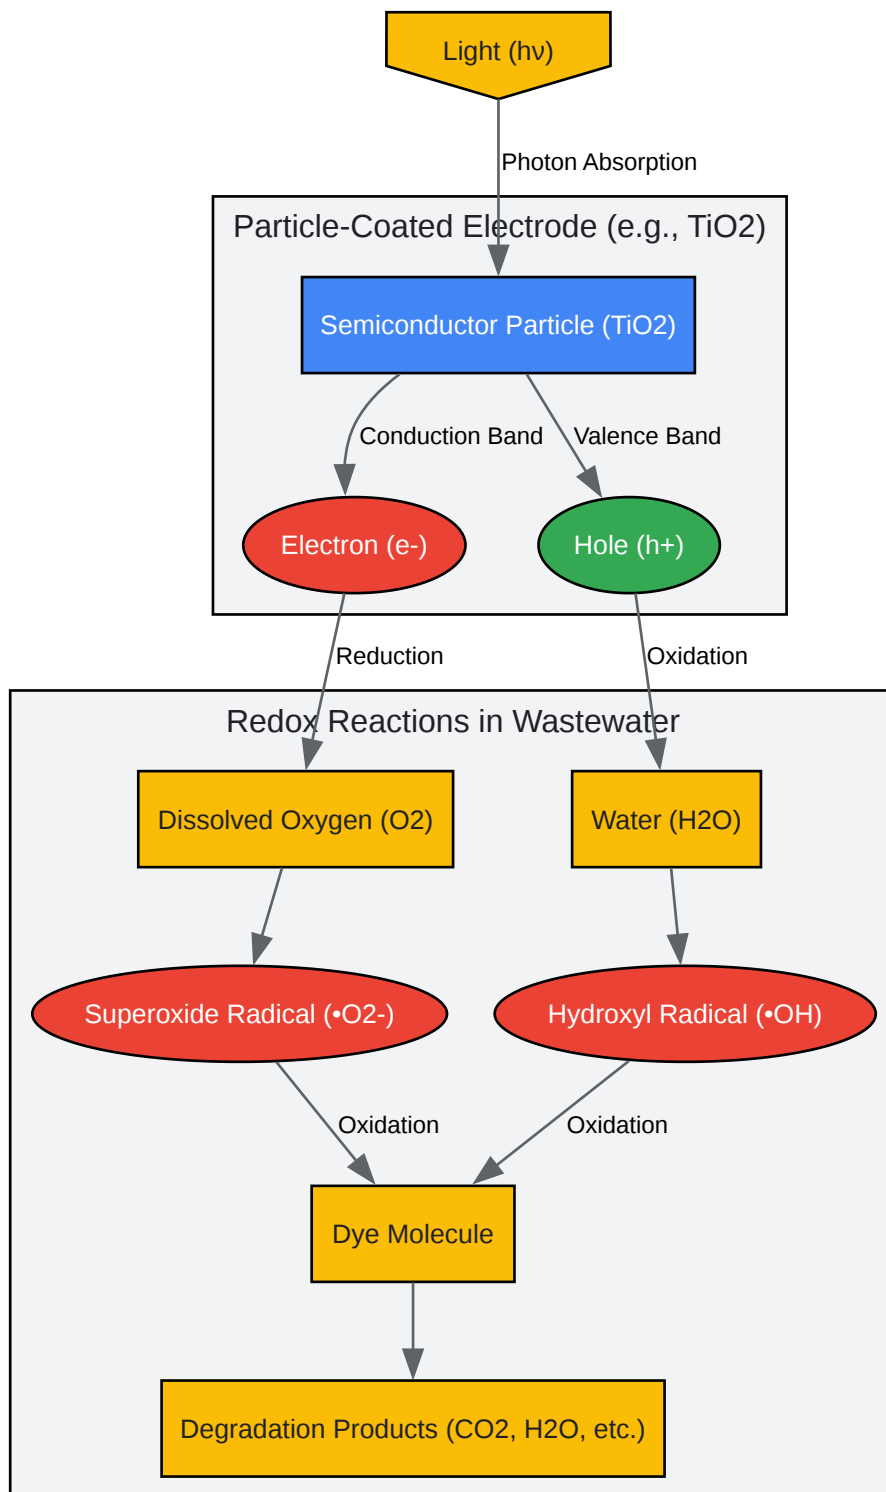 Light (hν)
Photon Absorption
Particle-Coated Electrode (e.g., TiO2)
Semiconductor Particle (TiO2)
Conduction Band
Valence Band
Electron (e-)
Hole (h+)
Reduction
Oxidation
Redox Reactions in Wastewater
Dissolved Oxygen (O2)
Water (H2O)
Superoxide Radical (•O2-)
Hydroxyl Radical (•OH)
Oxidation
Oxidation
Dye Molecule
Degradation Products (CO2, H2O, etc.)